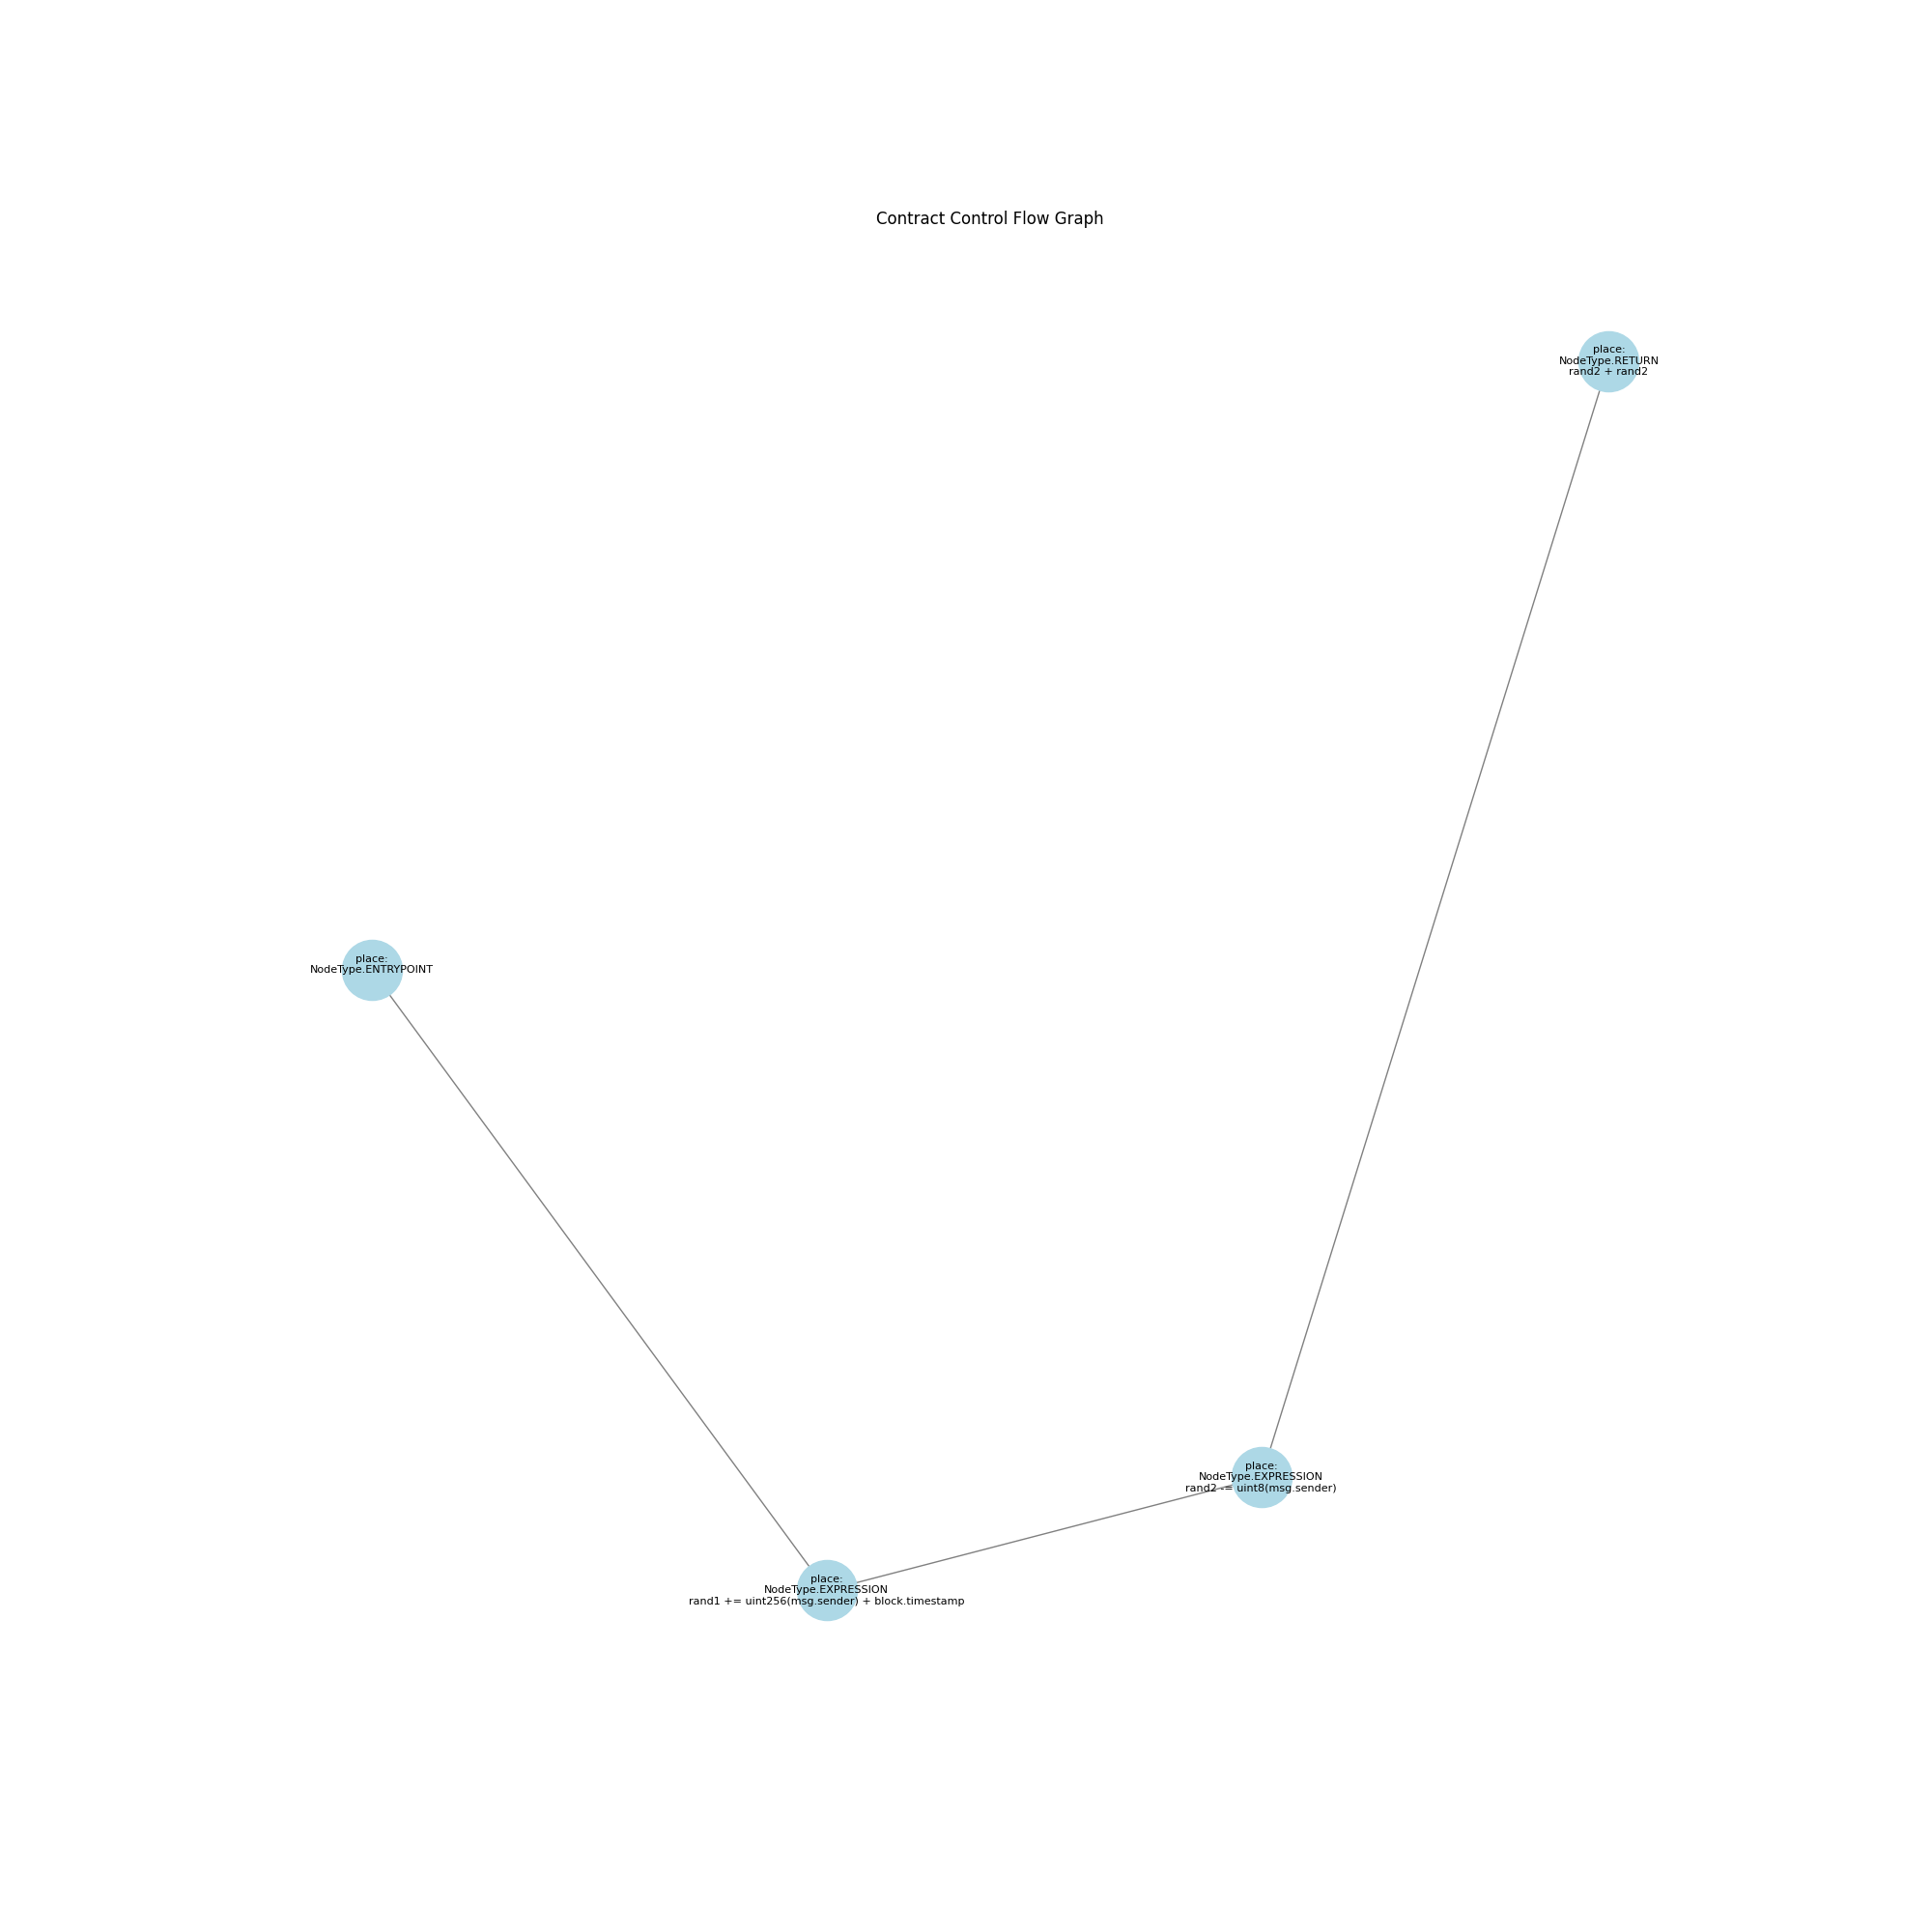 Contract Control Flow Graph
place:
NodeType.RETURN
rand2 + rand2
place:
NodeType.ENTRYPOINT
place:
NodeType.EXPRESSION
rand2 -= uint8(msg.sender)
place:
NodeType.EXPRESSION
rand1 += uint256(msg.sender) + block.timestamp